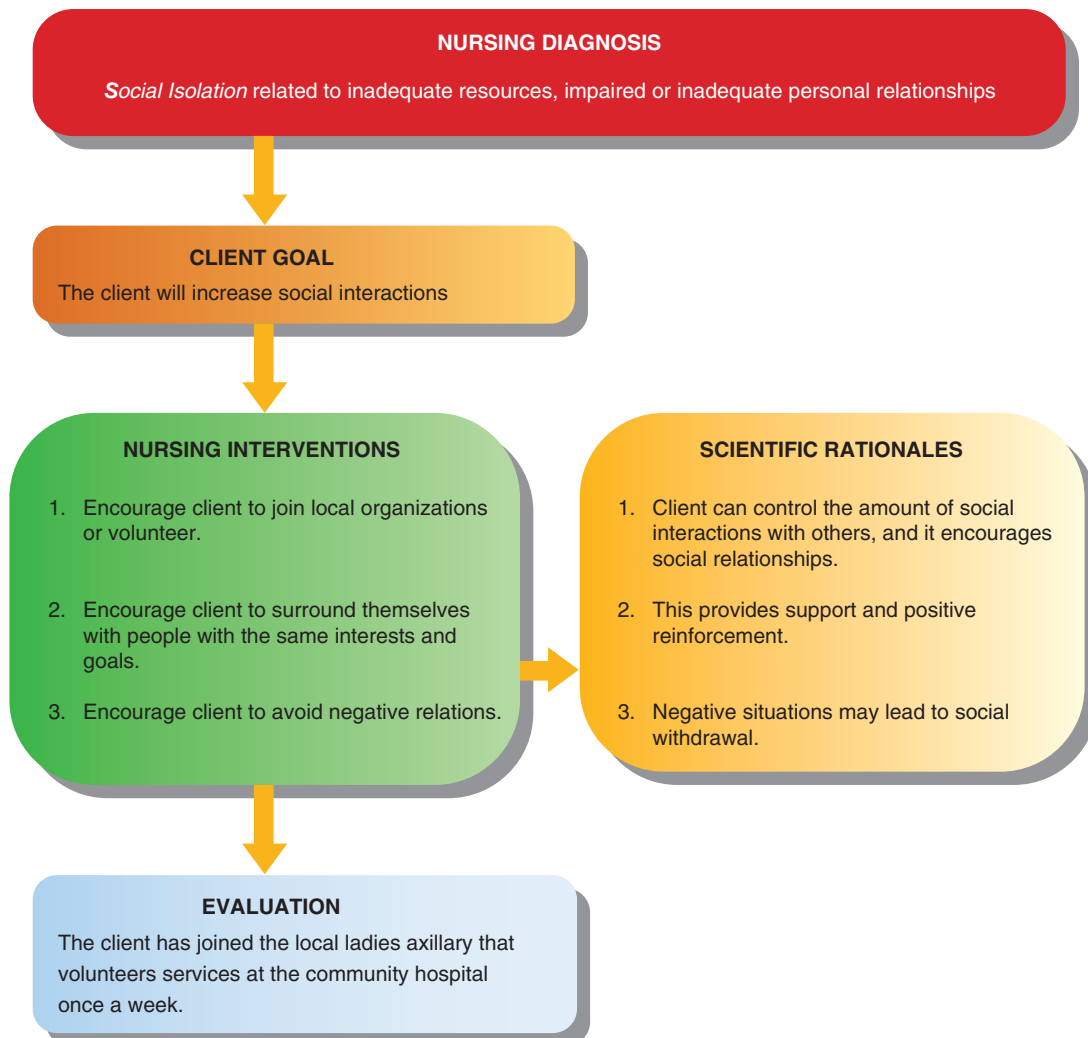 NURSING DIAGNOSIS
Social Isolation related to inadequate resources, impaired or inadequate personal relationships
CLIENT GOAL
The client will increase social interactions
NURSING INTERVENTIONS
1. Encourage client to join local organizations
or volunteer.
2. Encourage client to surround themselves
with people with the same interests and
goals.
3. Encourage client to avoid negative relations.
SCIENTIFIC RATIONALES
1. Client can control the amount of social
interactions with others, and it encourages
social relationships.
2. This provides support and positive
reinforcement.
3. Negative situations may lead to social
withdrawal.
EVALUATION
The client has joined the local ladies axillary that
volunteers services at the community hospital
once a week.